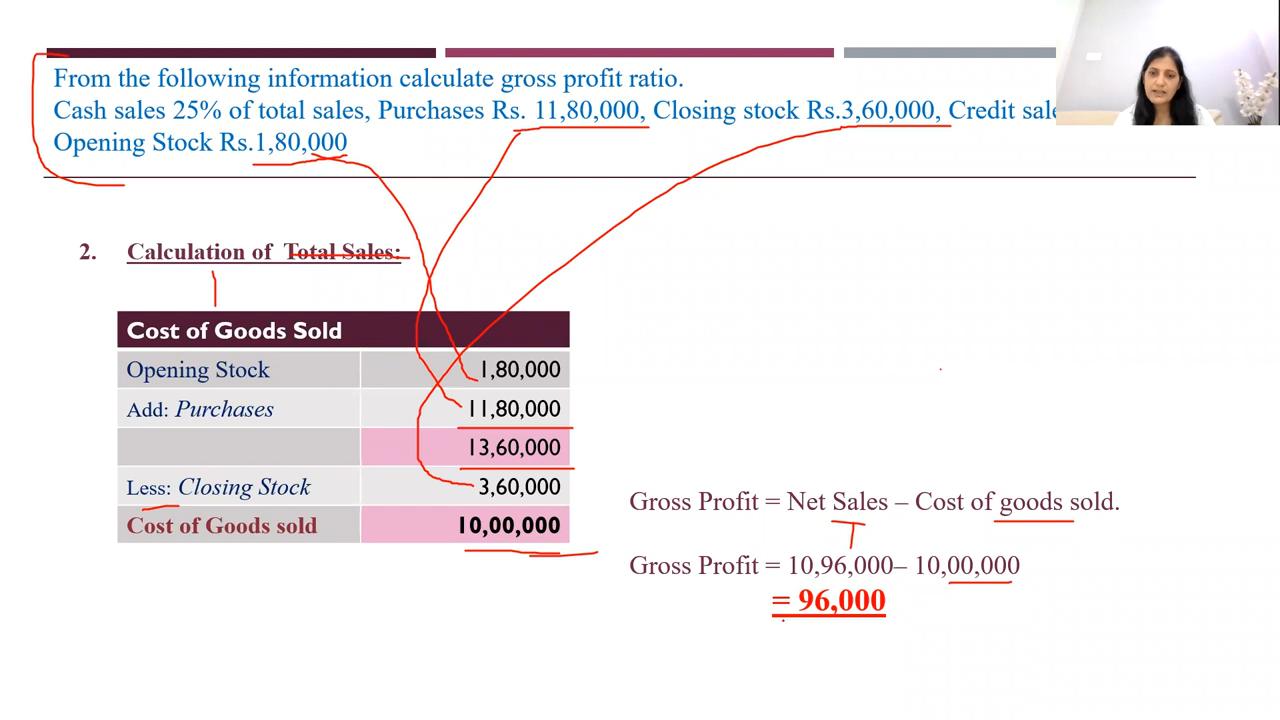 From the following information calculate gross profit ratio.
Cash sales 25% of total sales, Purchases Rs. 11,80,000, Closing stock Rs.3,60,000, Credit
Opening Stock Rs.1,80,000
2. Calculation of Total Sales:
Cost of Goods Sold
Opening Stock 1,80,000
Add: Purchases 11,80,000
13,60,000
Less: Closing Stock 3,60,000
Cost of Goods sold 10,00,000
Gross Profit = Net Sales – Cost of goods sold.
Gross Profit = 10,96,000– 10,00,000
= 96,000